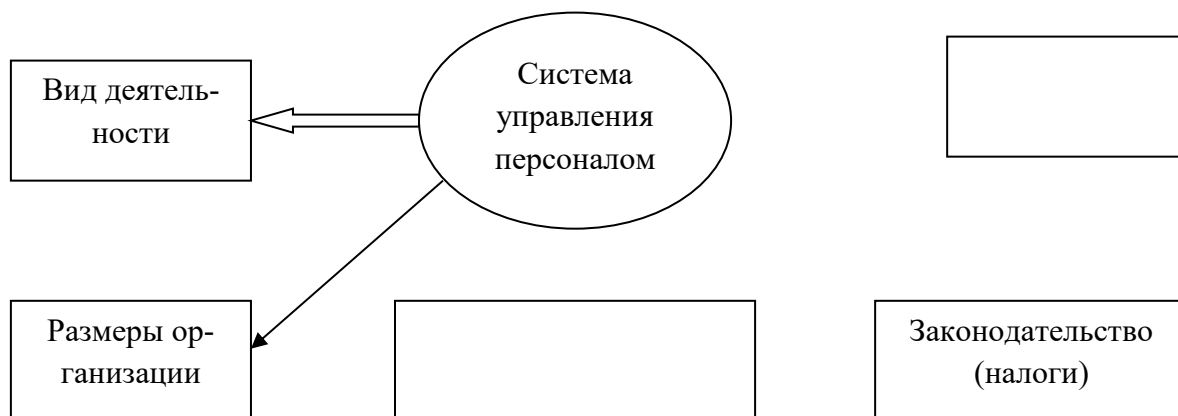 Вид деятель-
ности
Система
управления
персоналом
Размеры ор-
ганизации
Законодательство
(налоги)